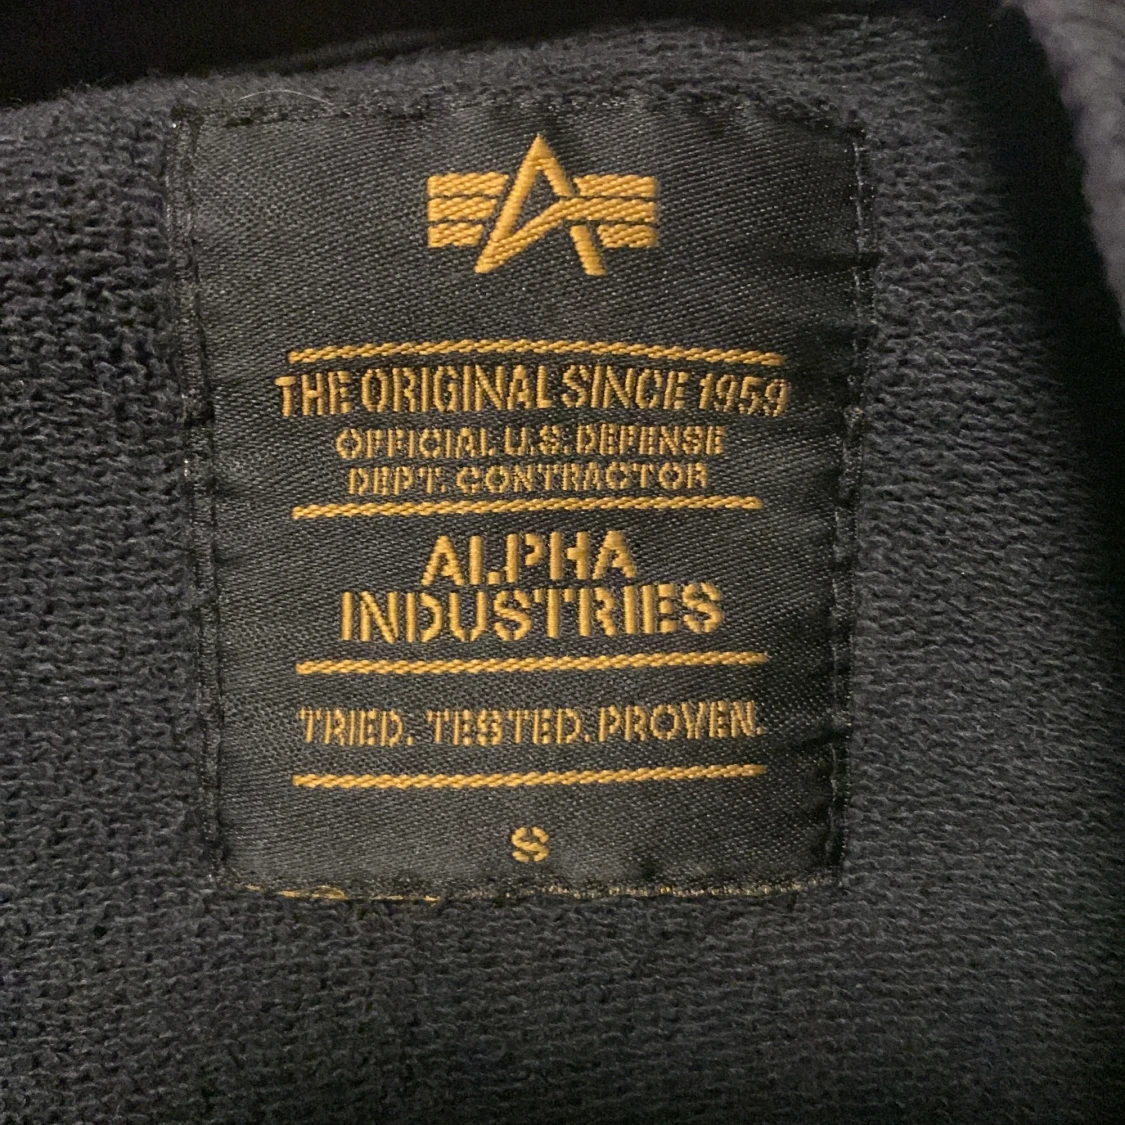 THE ORIGINAL SINCE 1959
OFFICIAL U.S. DEFENSE
DEPT. CONTRACTOR
ALPHA
INDUSTRIES
TRIED. TESTED. PROVEN.
S